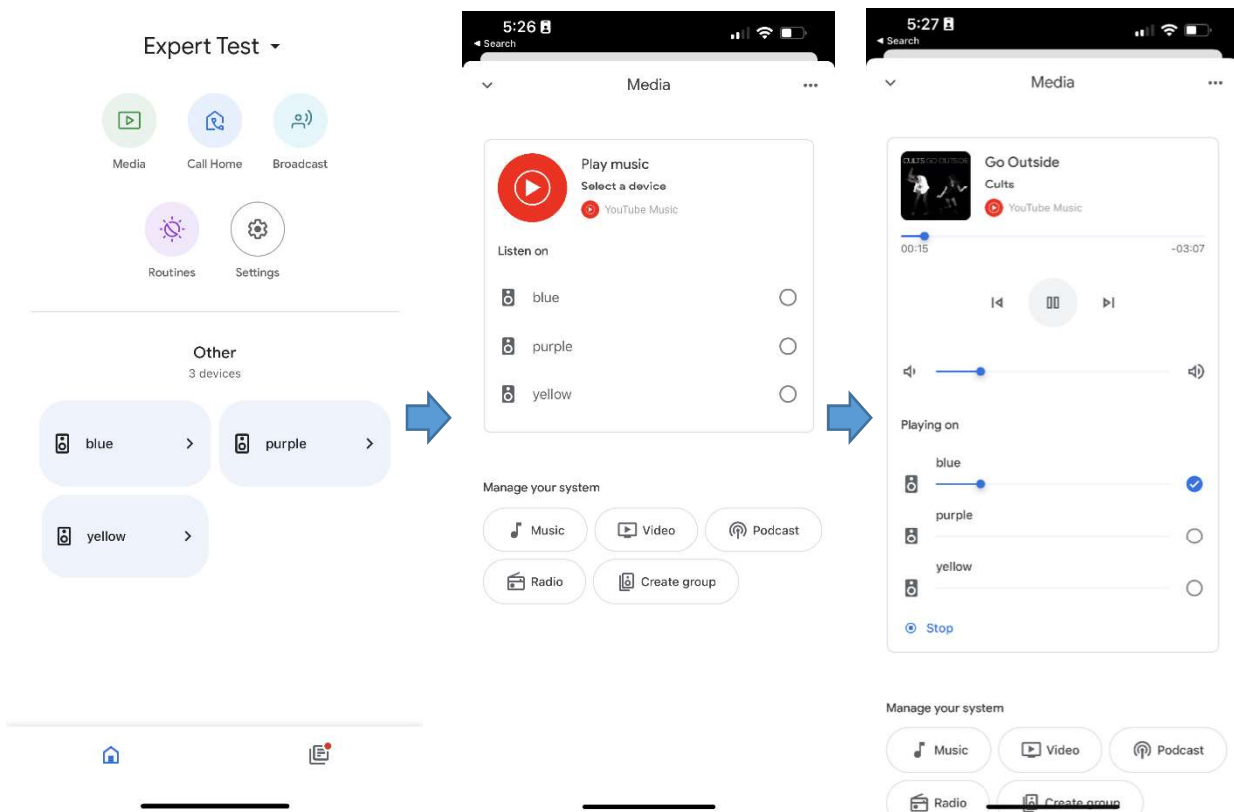 Expert Test
Media
Call Home
Broadcast
Routines
Settings
Other
3 devices
blue
purple
yellow
5:26
Search
Media
Play music
Select a device
YouTube Music
Listen on
blue
purple
yellow
Manage your system
Music
Video
Podcast
Radio
Create group
5:27
Search
Media
CULTS GO OUTSIDE
Go Outside
Cults
YouTube Music
00:15
-03:07
Playing on
blue
purple
yellow
Stop
Manage your system
Music
Video
Podcast
Radio
Create group